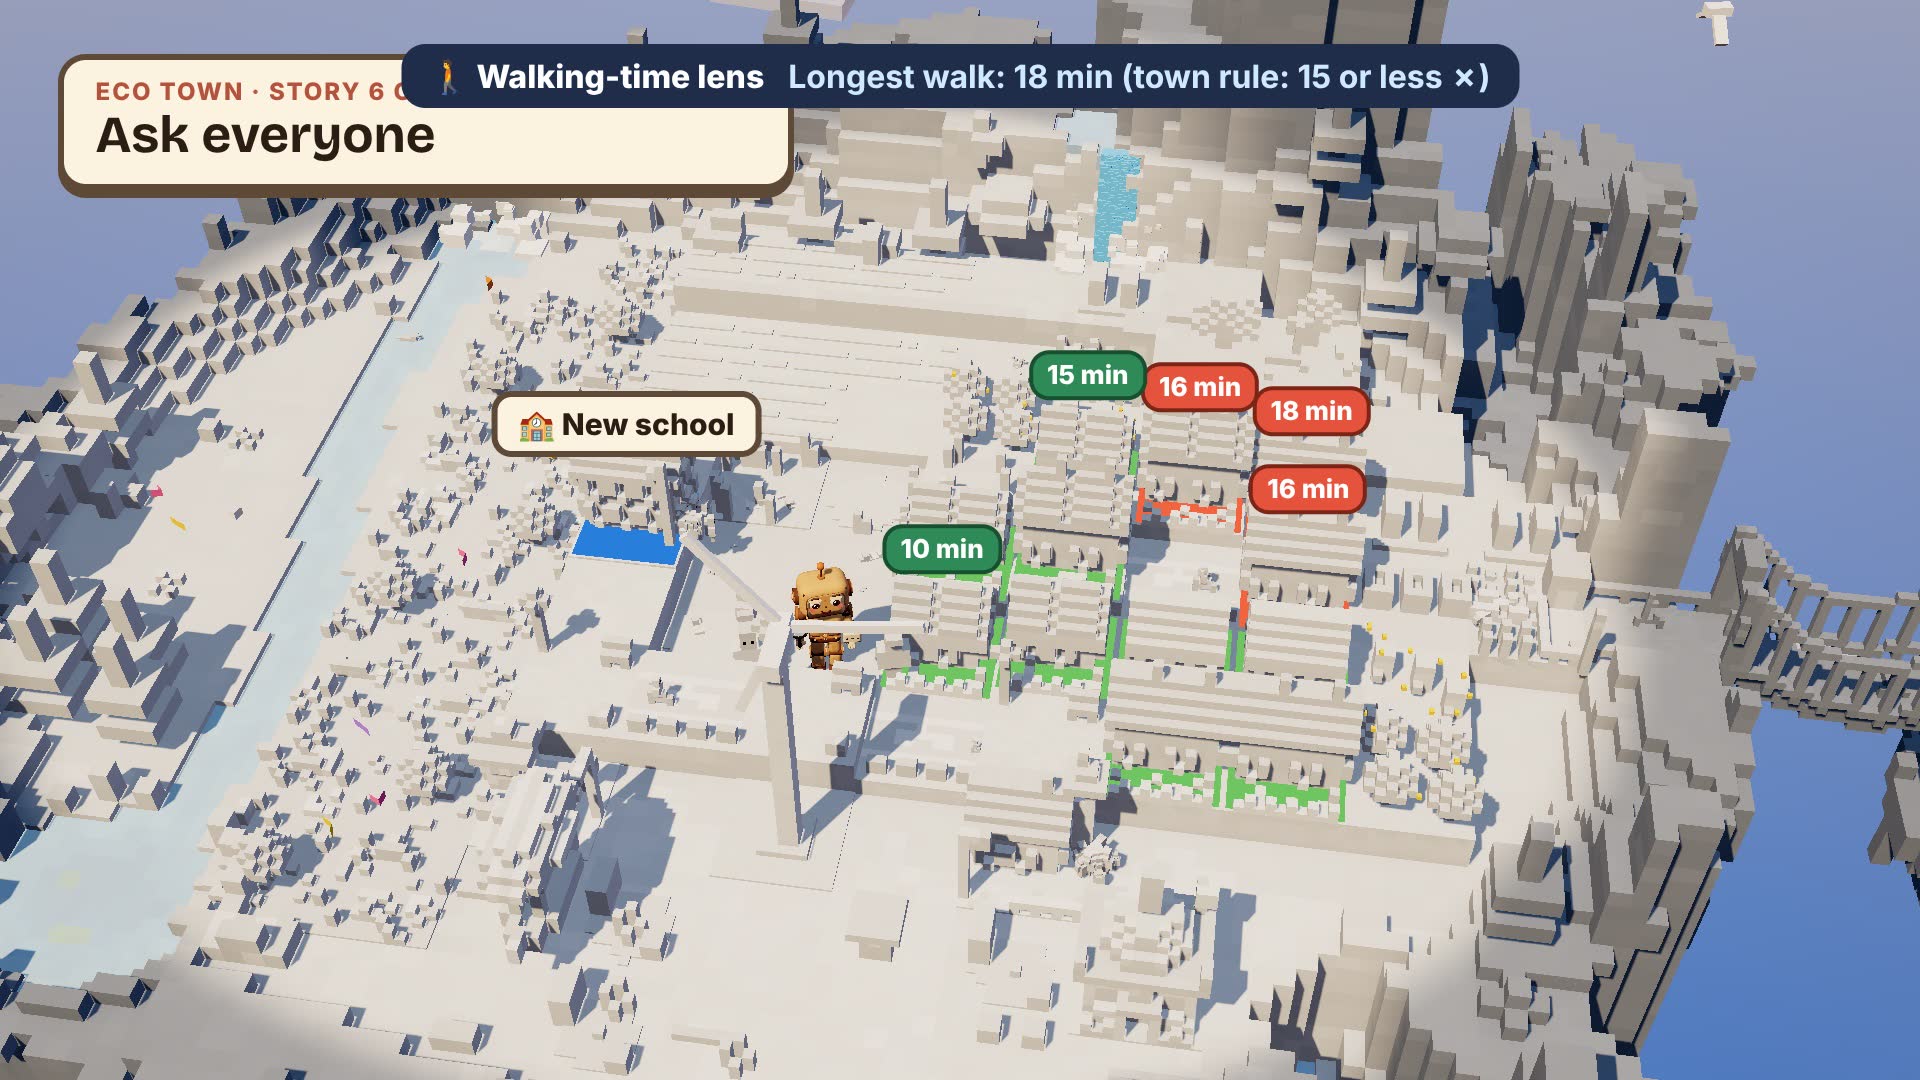 ECO TOWN · STORY 6
Ask everyone
Walking-time lens Longest walk: 18 min (town rule: 15 or less ×)
15 min
16 min
18 min
New school
16 min
10 min